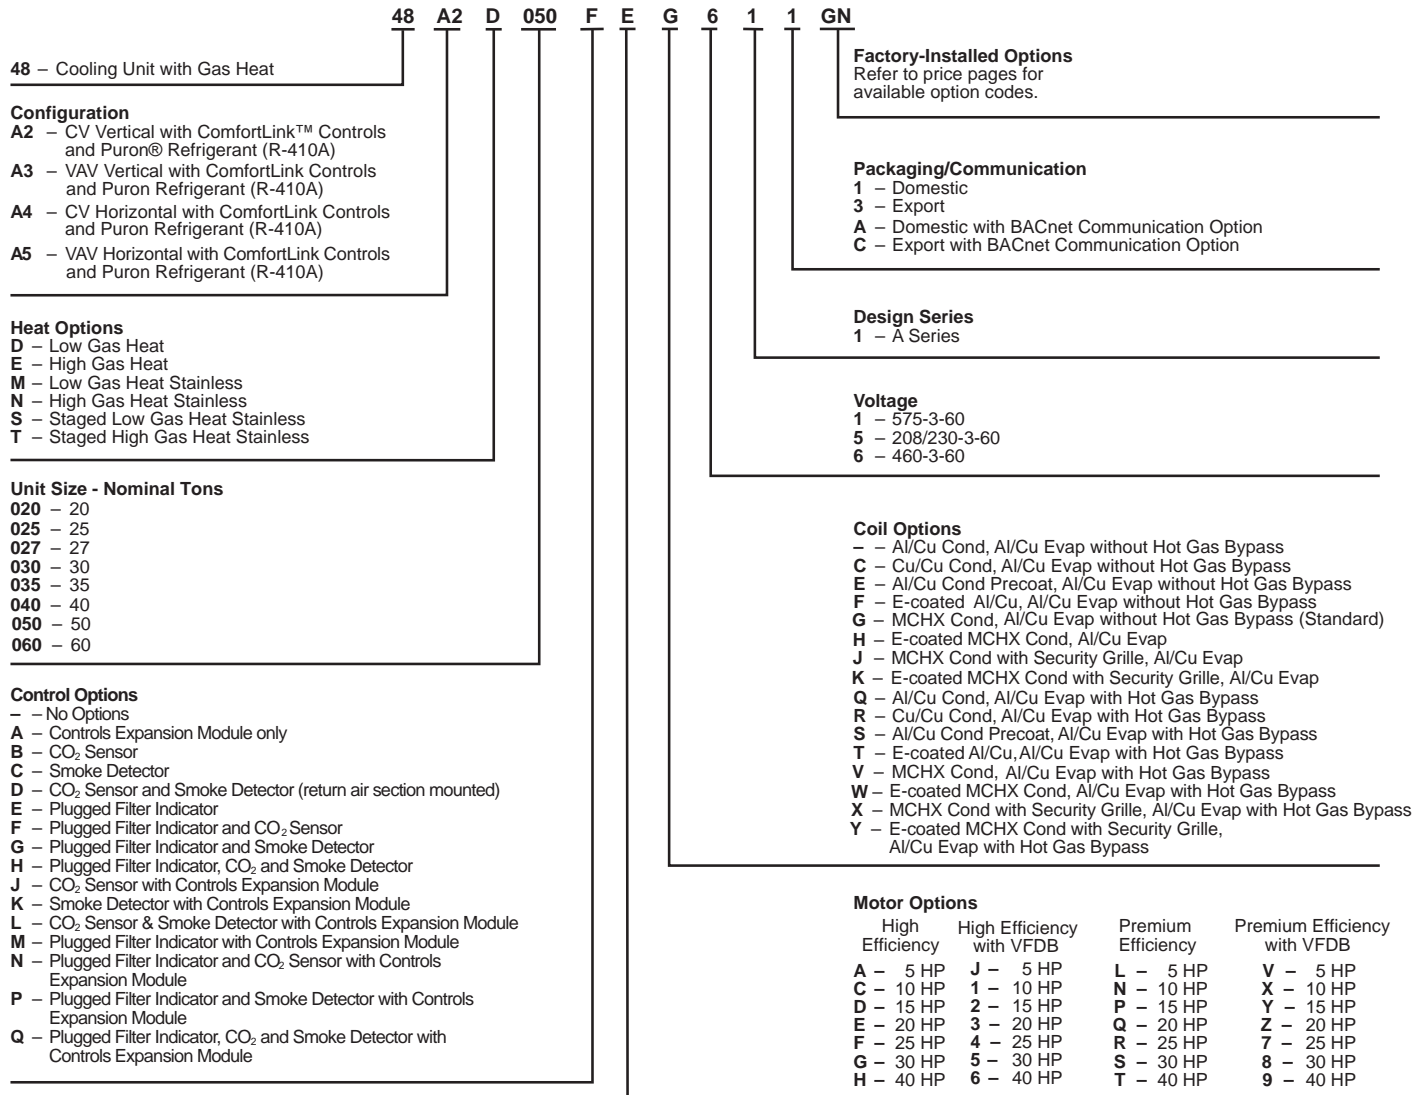 48 A2 D 050 F E G 6 1 1 GN
48 – Cooling Unit with Gas Heat
Configuration
A2 – CV Vertical with ComfortLink™ Controls
and Puron® Refrigerant (R-410A)
A3 – VAV Vertical with ComfortLink Controls
and Puron Refrigerant (R-410A)
A4 – CV Horizontal with ComfortLink Controls
and Puron Refrigerant (R-410A)
A5 – VAV Horizontal with ComfortLink Controls
and Puron Refrigerant (R-410A)
Heat Options
D – Low Gas Heat
E – High Gas Heat
M – Low Gas Heat Stainless
N – High Gas Heat Stainless
S – Staged Low Gas Heat Stainless
T – Staged High Gas Heat Stainless
Unit Size - Nominal Tons
020 – 20
025 – 25
027 – 27
030 – 30
035 – 35
040 – 40
050 – 50
060 – 60
Control Options
– – No Options
A – Controls Expansion Module only
B – CO₂ Sensor
C – Smoke Detector
D – CO₂ Sensor and Smoke Detector (return air section mounted)
E – Plugged Filter Indicator
F – Plugged Filter Indicator and CO₂ Sensor
G – Plugged Filter Indicator and Smoke Detector
H – Plugged Filter Indicator, CO₂ and Smoke Detector
J – CO₂ Sensor with Controls Expansion Module
K – Smoke Detector with Controls Expansion Module
L – CO₂ Sensor & Smoke Detector with Controls Expansion Module
M – Plugged Filter Indicator with Controls Expansion Module
N – Plugged Filter Indicator and CO₂ Sensor with Controls
Expansion Module
P – Plugged Filter Indicator and Smoke Detector with Controls
Expansion Module
Q – Plugged Filter Indicator, CO₂ and Smoke Detector with
Controls Expansion Module
Factory-Installed Options
Refer to price pages for
available option codes.
Packaging/Communication
1 – Domestic
3 – Export
A – Domestic with BACnet Communication Option
C – Export with BACnet Communication Option
Design Series
1 – A Series
Voltage
1 – 575-3-60
5 – 208/230-3-60
6 – 460-3-60
Coil Options
– – Al/Cu Cond, Al/Cu Evap without Hot Gas Bypass
C – Cu/Cu Cond, Al/Cu Evap without Hot Gas Bypass
E – Al/Cu Cond Precoat, Al/Cu Evap without Hot Gas Bypass
F – E-coated Al/Cu, Al/Cu Evap without Hot Gas Bypass
G – MCHX Cond, Al/Cu Evap without Hot Gas Bypass (Standard)
H – E-coated MCHX Cond, Al/Cu Evap
J – MCHX Cond with Security Grille, Al/Cu Evap
K – E-coated MCHX Cond with Security Grille, Al/Cu Evap
Q – Al/Cu Cond, Al/Cu Evap with Hot Gas Bypass
R – Cu/Cu Cond, Al/Cu Evap with Hot Gas Bypass
S – Al/Cu Cond Precoat, Al/Cu Evap with Hot Gas Bypass
T – E-coated Al/Cu, Al/Cu Evap with Hot Gas Bypass
V – MCHX Cond, Al/Cu Evap with Hot Gas Bypass
W – E-coated MCHX Cond, Al/Cu Evap with Hot Gas Bypass
X – MCHX Cond with Security Grille, Al/Cu Evap with Hot Gas Bypass
Y – E-coated MCHX Cond with Security Grille,
Al/Cu Evap with Hot Gas Bypass
Motor Options
High High Efficiency Premium Premium Efficiency
Efficiency with VFDB Efficiency with VFDB
A – 5 HP J – 5 HP L – 5 HP V – 5 HP
C – 10 HP 1 – 10 HP N – 10 HP X – 10 HP
D – 15 HP 2 – 15 HP P – 15 HP Y – 15 HP
E – 20 HP 3 – 20 HP Q – 20 HP Z – 20 HP
F – 25 HP 4 – 25 HP R – 25 HP 7 – 25 HP
G – 30 HP 5 – 30 HP S – 30 HP 8 – 30 HP
H – 40 HP 6 – 40 HP T – 40 HP 9 – 40 HP